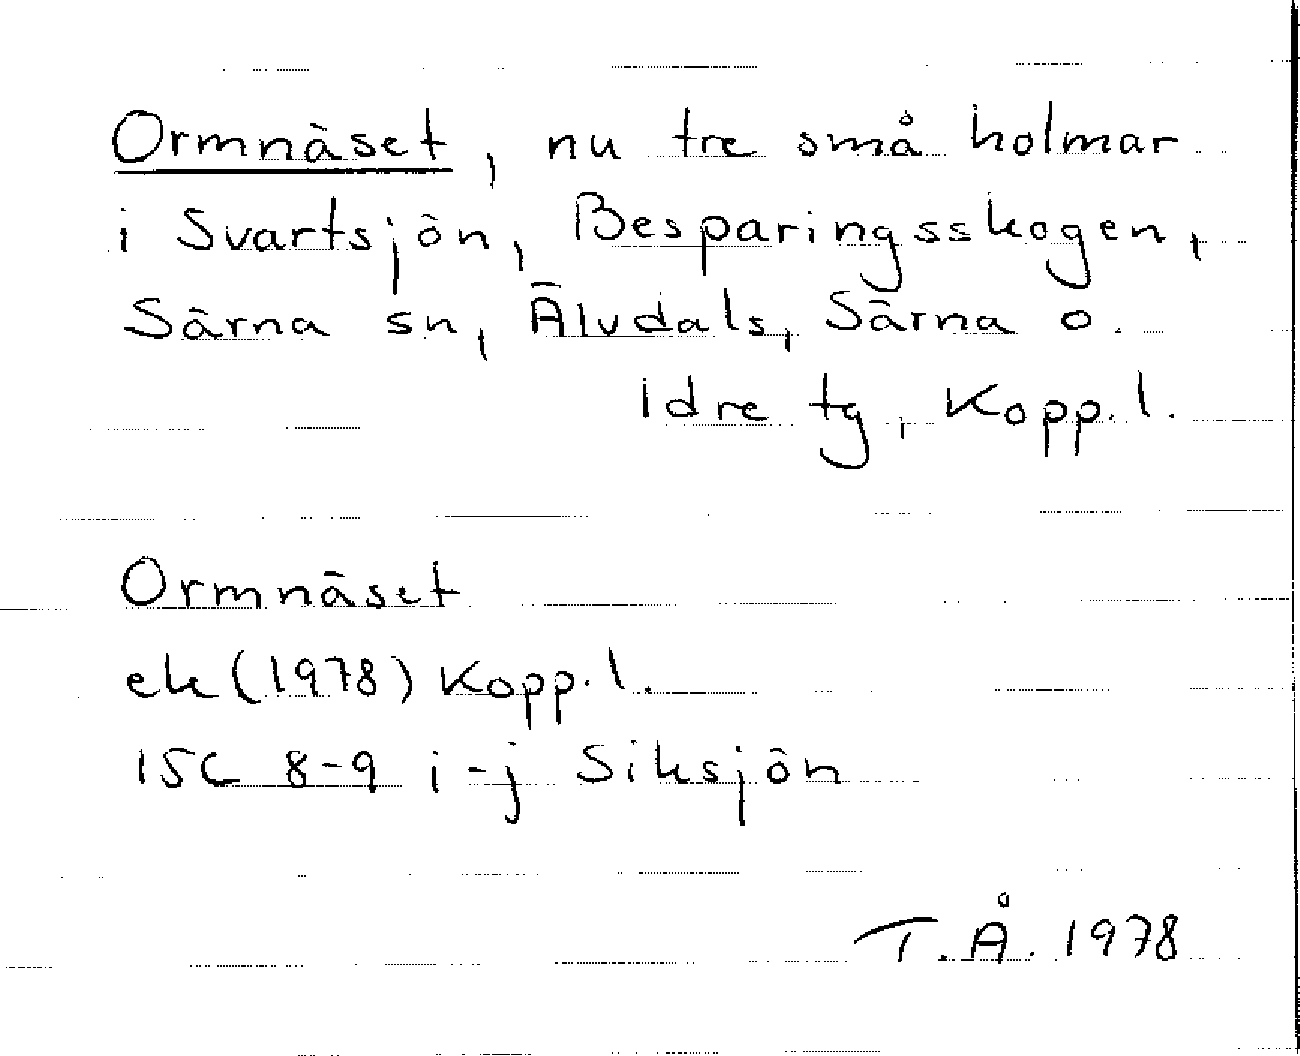 Ormnäset, nu tre små holmar
i Svartsjön, Besparingsskogen,
Särna sn, Älvdals, Särna o.
Idre tg, Kopp. l.
Ormnäset
ek (1978) Kopp. l.
15C 8-9 i-j Siksjön
T.Å. 1978